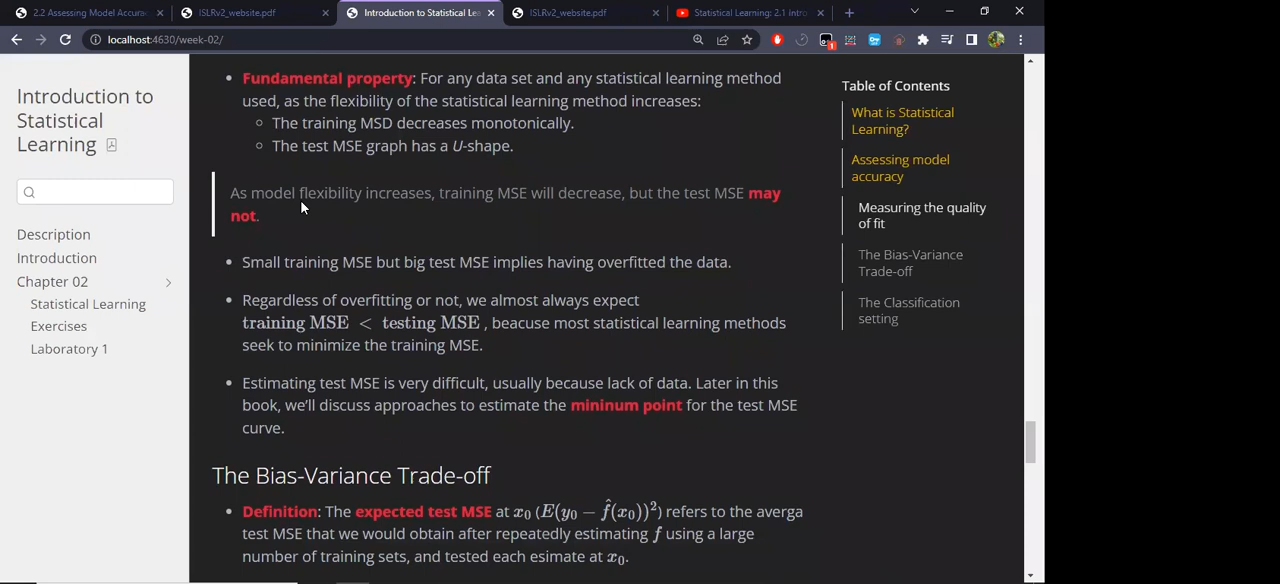 2.2 Assessing Model Accura
ISLRv2_website.pdf
Introduction to Statistical Le
ISLRv2_website.pdf
Statistical Learning: 2.1 Intro
localhost:4630/week-02/
1
Introduction to
Statistical
Learning
Description
Introduction
Chapter 02
Statistical Learning
Exercises
Laboratory 1
• Fundamental property: For any data set and any statistical learning method
used, as the flexibility of the statistical learning method increases:
◦ The training MSD decreases monotonically.
◦ The test MSE graph has a U-shape.
As model flexibility increases, training MSE will decrease, but the test MSE may
not.
• Small training MSE but big test MSE implies having overfitted the data.
• Regardless of overfitting or not, we almost always expect
training MSE < testing MSE , beacuse most statistical learning methods
seek to minimize the training MSE.
• Estimating test MSE is very difficult, usually because lack of data. Later in this
book, we'll discuss approaches to estimate the mininum point for the test MSE
curve.
The Bias-Variance Trade-off
• Definition: The expected test MSE at x₀ (E(y₀ − f̂(x₀))²) refers to the averga
test MSE that we would obtain after repeatedly estimating f using a large
number of training sets, and tested each esimate at x₀.
Table of Contents
What is Statistical
Learning?
Assessing model
accuracy
Measuring the quality
of fit
The Bias-Variance
Trade-off
The Classification
setting